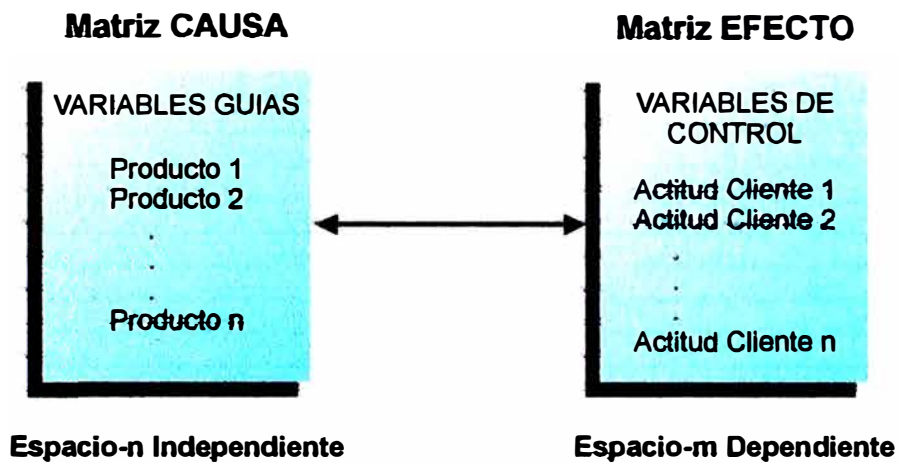 Matriz CAUSA
VARIABLES GUIAS
Producto 1
Producto 2
.
.
.
Producto n
Espacio-n Independiente
Matriz EFECTO
VARIABLES DE
CONTROL
Actitud Cliente 1
Actitud Cliente 2
.
.
.
Actitud Cliente n
Espacio-m Dependiente